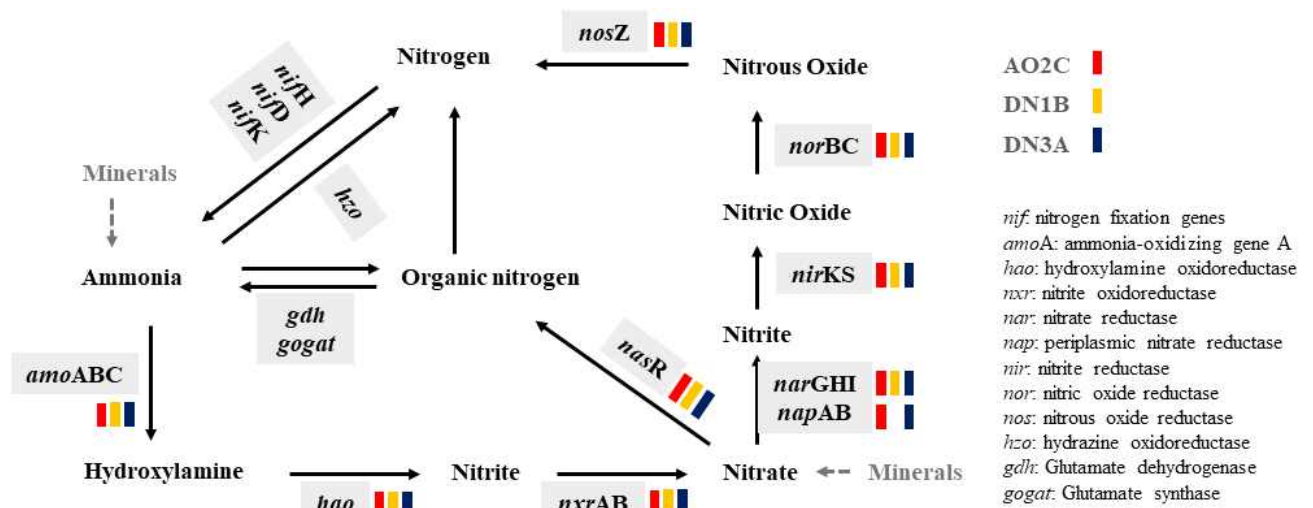 nosZ
Nitrogen
Nitrous Oxide
AO2C
nifH
nifD
nifK
DN1B
norBC
DN3A
Minerals
hzo
Nitric Oxide
nif: nitrogen fixation genes
amoA: ammonia-oxidizing gene A
Ammonia
Organic nitrogen
nirKS
hao: hydroxylamine oxidoreductase
nxr: nitrite oxidoreductase
gdh
gogat
nar: nitrate reductase
Nitrite
nap: periplasmic nitrate reductase
nasR
amoABC
narGHI
napAB
nir: nitrite reductase
nor: nitric oxide reductase
nos: nitrous oxide reductase
hzo: hydrazine oxidoreductase
Hydroxylamine
Nitrite
Nitrate
Minerals
gdh: Glutamate dehydrogenase
gogat: Glutamate synthase
hao
nxrAB